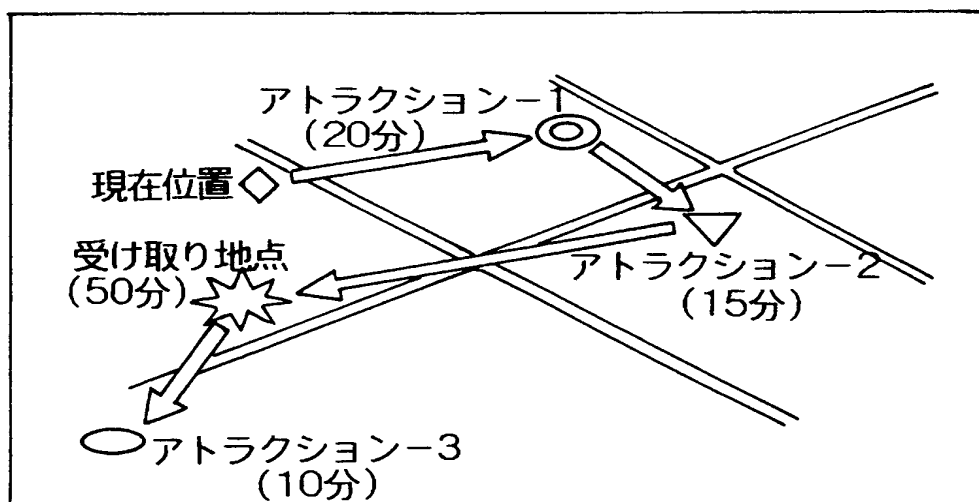 アトラクション－1
（20分）
現在位置
受け取り地点
（50分）
アトラクション－2
（15分）
アトラクション－3
（10分）